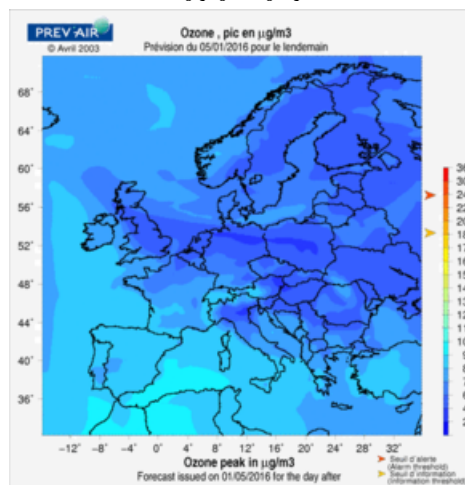 PREV'AIR
© Avril 2003
Ozone , pic en µg/m3
Prévision du 05/01/2016 pour le lendemain
68°
64°
60°
56°
52°
48°
44°
40°
36°
−12° −8° −4° 0° 4° 8° 12° 16° 20° 24° 28° 32°
Ozone peak in µg/m3
Forecast issued on 01/05/2016 for the day after
Seuil d'alerte
(Alarm threshold)
Seuil d'information
(Information threshold)